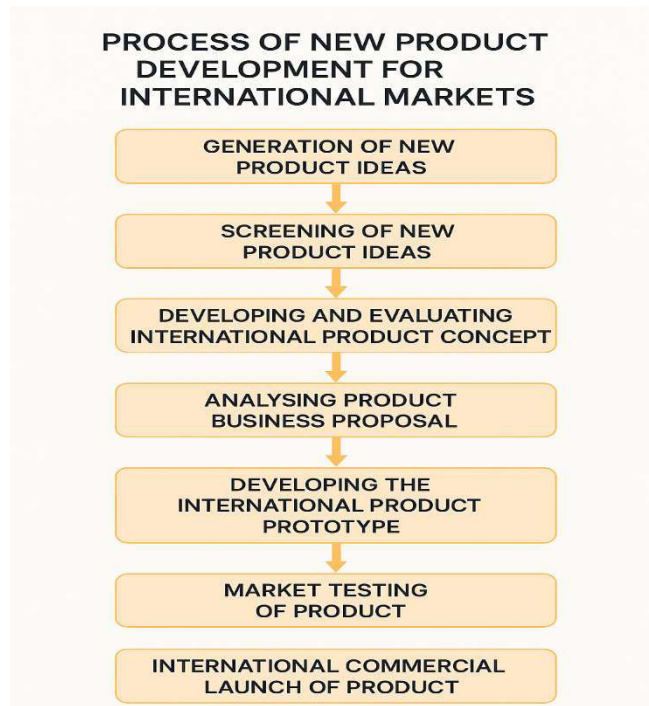 PROCESS OF NEW PRODUCT
DEVELOPMENT FOR
INTERNATIONAL MARKETS
GENERATION OF NEW
PRODUCT IDEAS
SCREENING OF NEW
PRODUCT IDEAS
DEVELOPING AND EVALUATING
INTERNATIONAL PRODUCT CONCEPT
ANALYSING PRODUCT
BUSINESS PROPOSAL
DEVELOPING THE
INTERNATIONAL PRODUCT
PROTOTYPE
MARKET TESTING
OF PRODUCT
INTERNATIONAL COMMERCIAL
LAUNCH OF PRODUCT